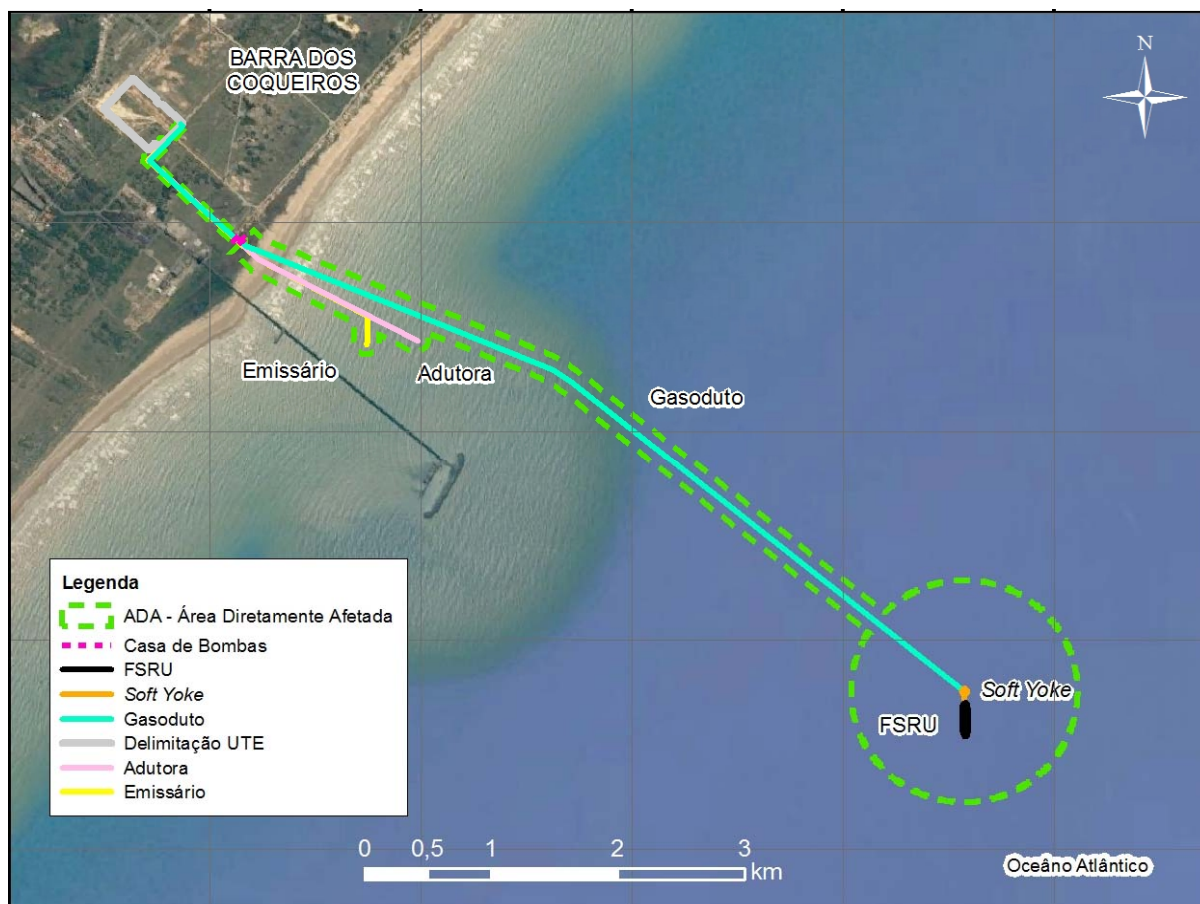 BARRA DOS
COQUEIROS
N
Emissário
Adutora
Gasoduto
Soft Yoke
FSRU
Legenda
ADA - Área Diretamente Afetada
Casa de Bombas
FSRU
Soft Yoke
Gasoduto
Delimitação UTE
Adutora
Emissário
0 0,5 1 2 3
km
Oceâno Atlântico